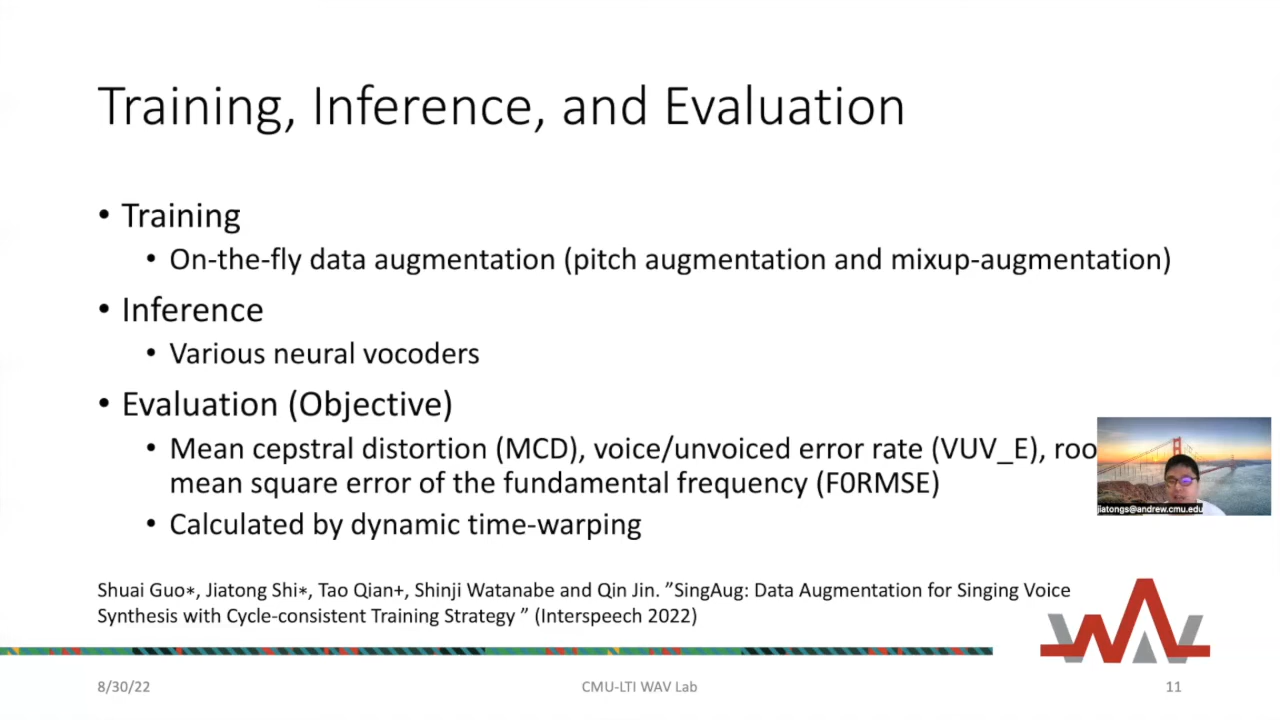 Training, Inference, and Evaluation
• Training
• On-the-fly data augmentation (pitch augmentation and mixup-augmentation)
• Inference
• Various neural vocoders
• Evaluation (Objective)
• Mean cepstral distortion (MCD), voice/unvoiced error rate (VUV_E), roo
mean square error of the fundamental frequency (F0RMSE)
• Calculated by dynamic time-warping
jiatongs@andrew.cmu.edu
Shuai Guo∗, Jiatong Shi∗, Tao Qian+, Shinji Watanabe and Qin Jin. ”SingAug: Data Augmentation for Singing Voice
Synthesis with Cycle-consistent Training Strategy ” (Interspeech 2022)
WAV
8/30/22
CMU-LTI WAV Lab
11